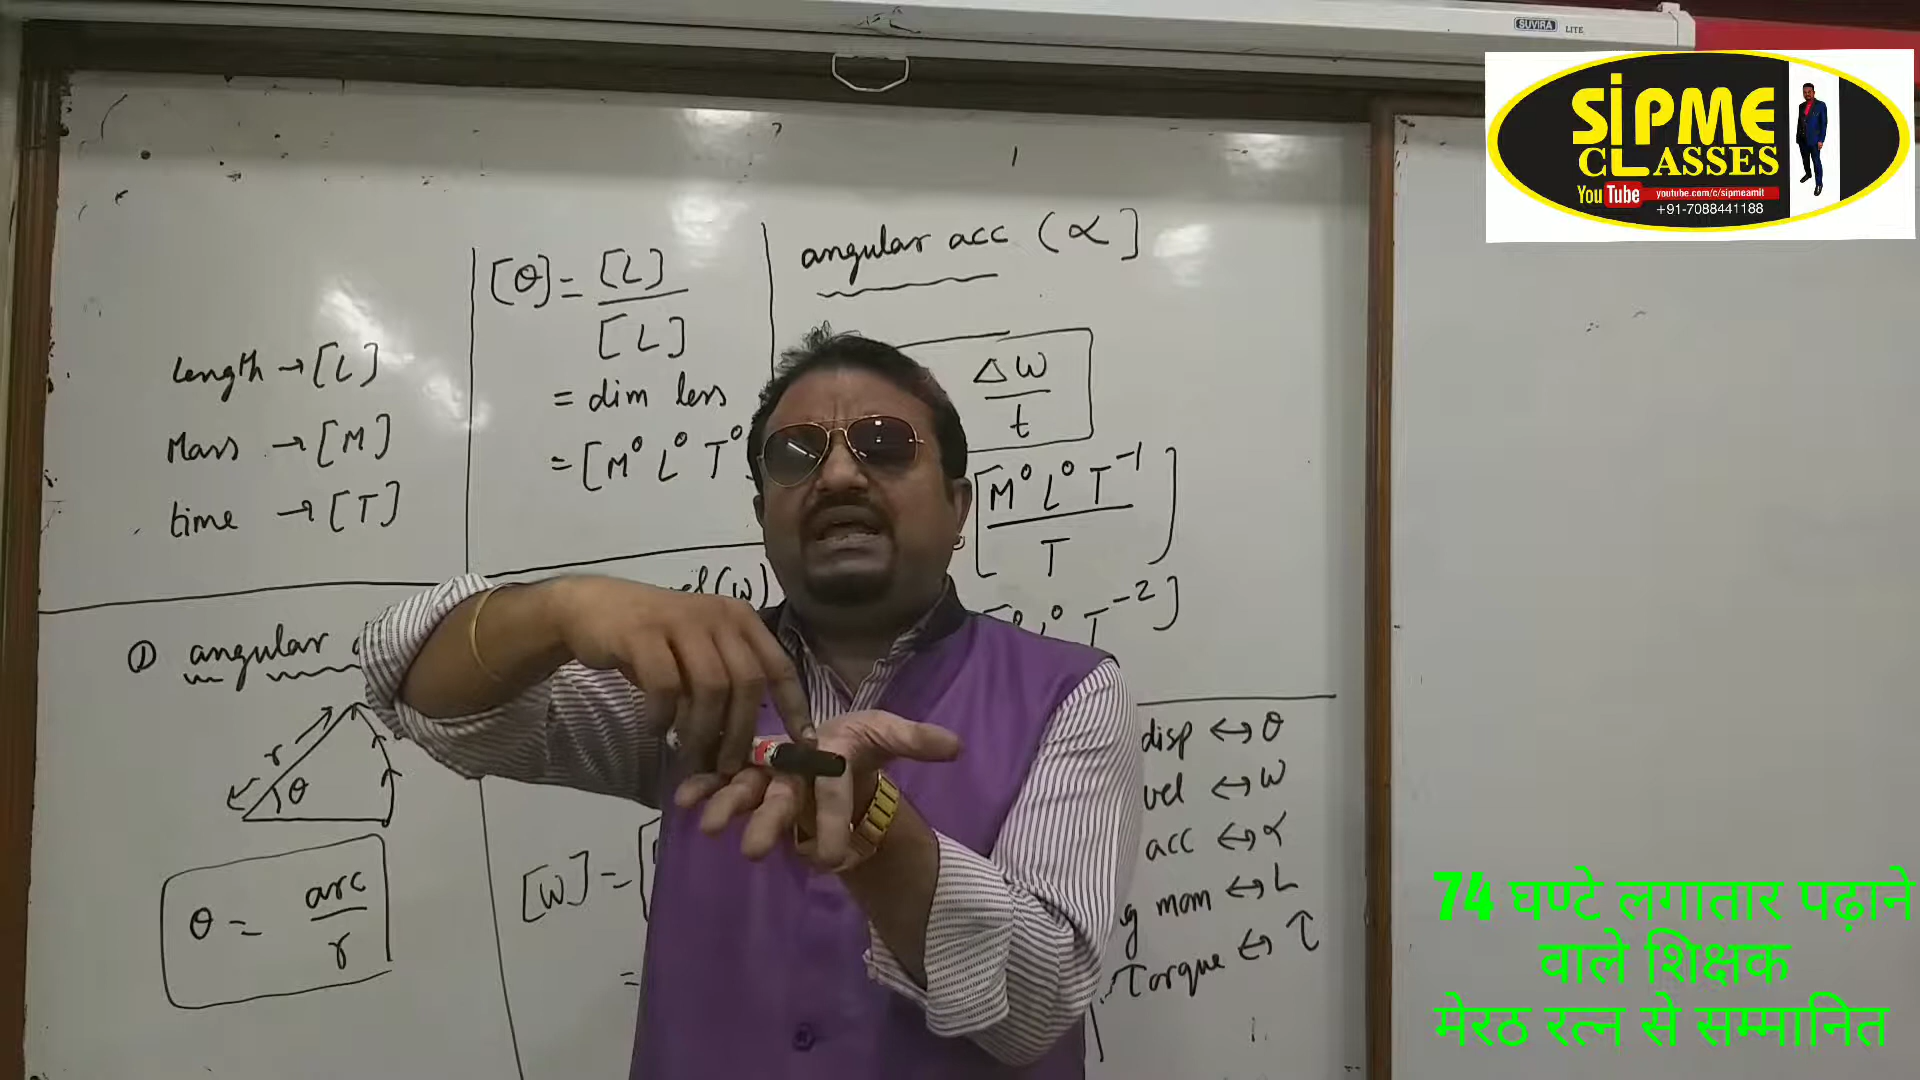 SUVIRA LITE
SiPME
CLASSES
YouTube youtube.com/c/sipmeamit
+91-7088441188
Length → [L]
Mass → [M]
time → [T]
[θ] = [L]
[L]
= dim less
= [M⁰ L⁰ T⁰
angular acc (α]
Δω
t
[M⁰ L⁰ T⁻¹
T ]
L⁰ T⁻²]
① angular
r
θ
θ = arc
r
(ω)
[ω] = [
=
disp ↔ θ
vel ↔ ω
acc ↔ α
mom ↔ L
Torque ↔ τ
74 घण्टे लगातार पढ़ाने
वाले शिक्षक
मेरठ रत्न से सम्मानित